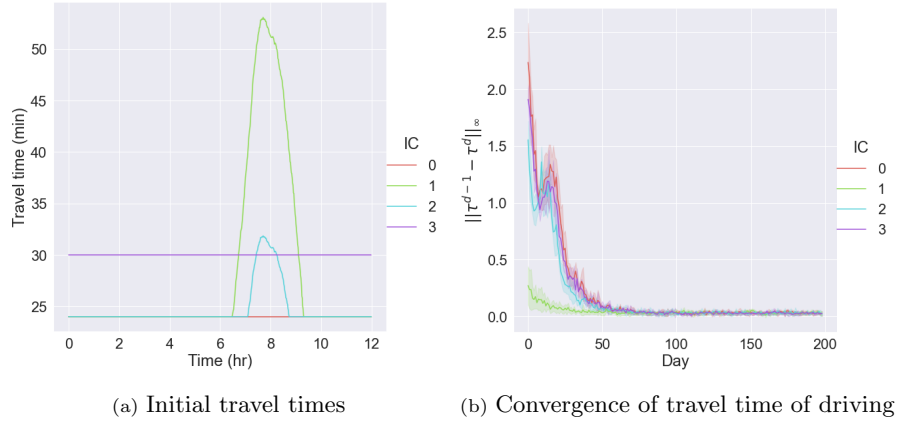 50
45
40
35
30
25
Travel time (min)
0 2 4 6 8 10 12
Time (hr)
IC
0
1
2
3
(a) Initial travel times
2.5
2.0
1.5
1.0
0.5
0.0
||τ^{d−1} − τ^d||_∞
0 50 100 150 200
Day
IC
0
1
2
3
(b) Convergence of travel time of driving